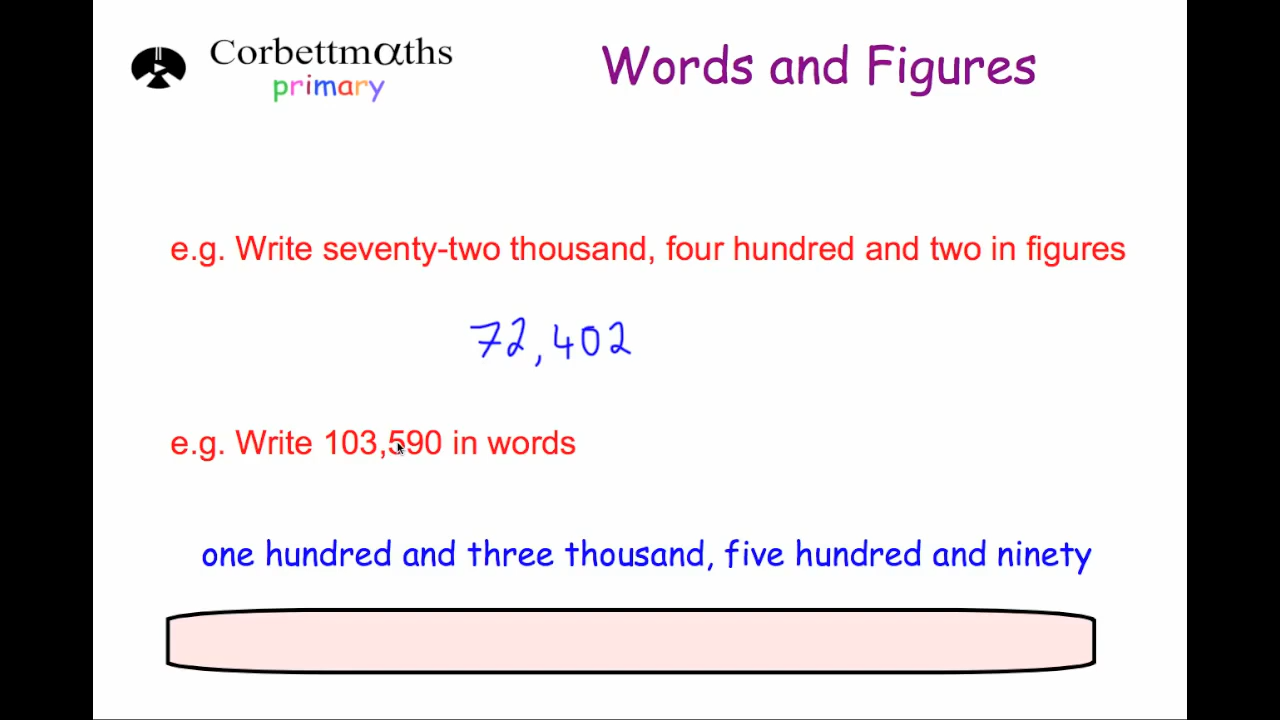 Corbettmαths
primary
Words and Figures
e.g. Write seventy-two thousand, four hundred and two in figures
72,402
e.g. Write 103,590 in words
one hundred and three thousand, five hundred and ninety